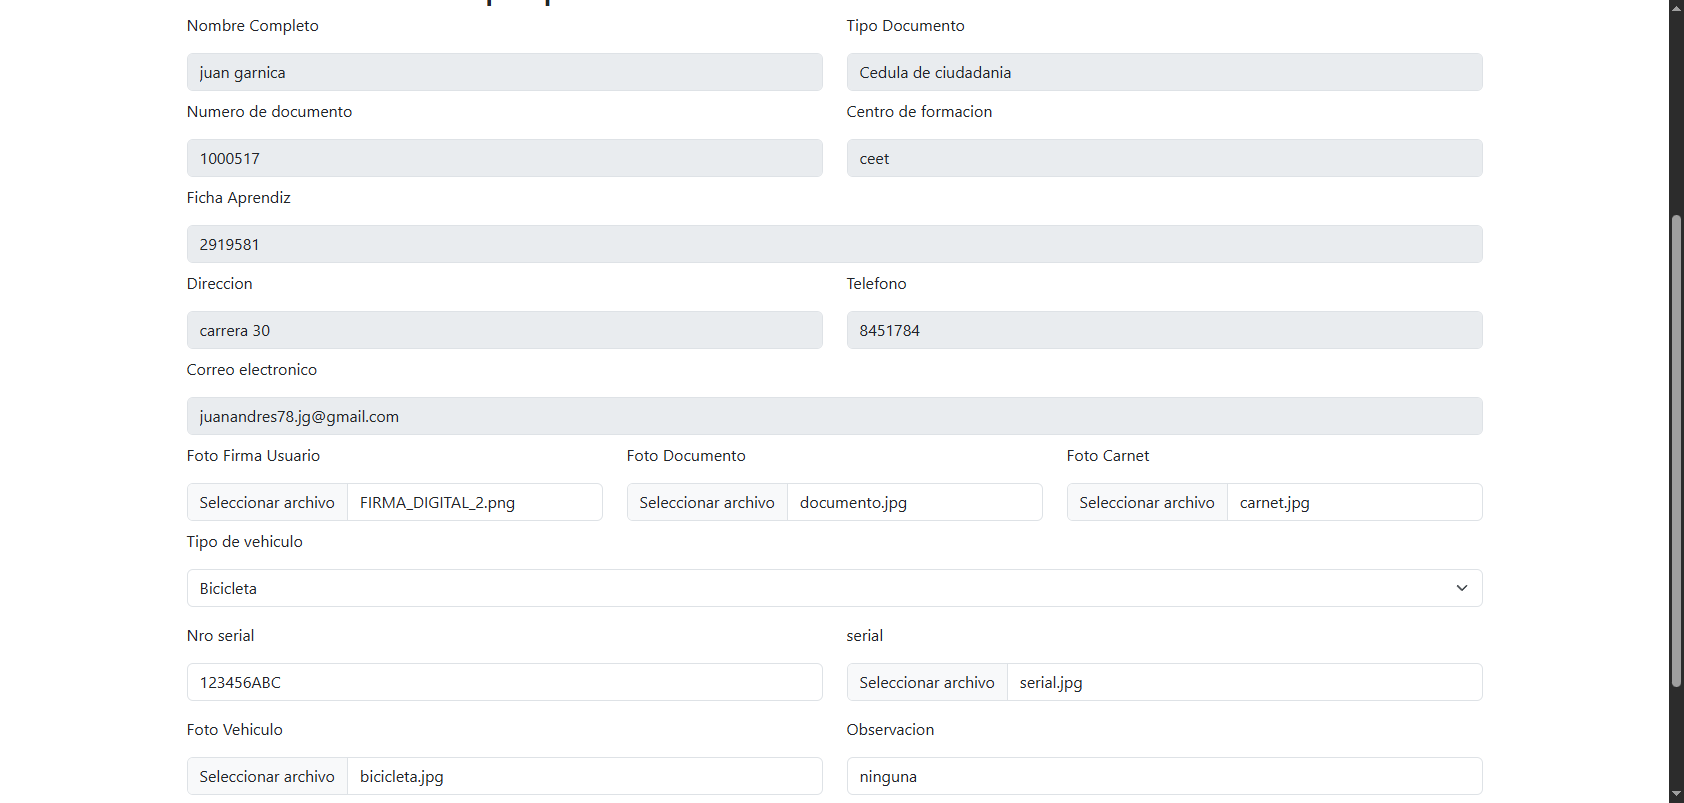 Nombre Completo
Tipo Documento
juan garnica
Cedula de ciudadania
Numero de documento
Centro de formacion
1000517
ceet
Ficha Aprendiz
2919581
Direccion
Telefono
carrera 30
8451784
Correo electronico
juanandres78.jg@gmail.com
Foto Firma Usuario
Foto Documento
Foto Carnet
Seleccionar archivo FIRMA_DIGITAL_2.png
Seleccionar archivo documento.jpg
Seleccionar archivo carnet.jpg
Tipo de vehiculo
Bicicleta
Nro serial
serial
123456ABC
Seleccionar archivo serial.jpg
Foto Vehiculo
Observacion
Seleccionar archivo bicicleta.jpg
ninguna